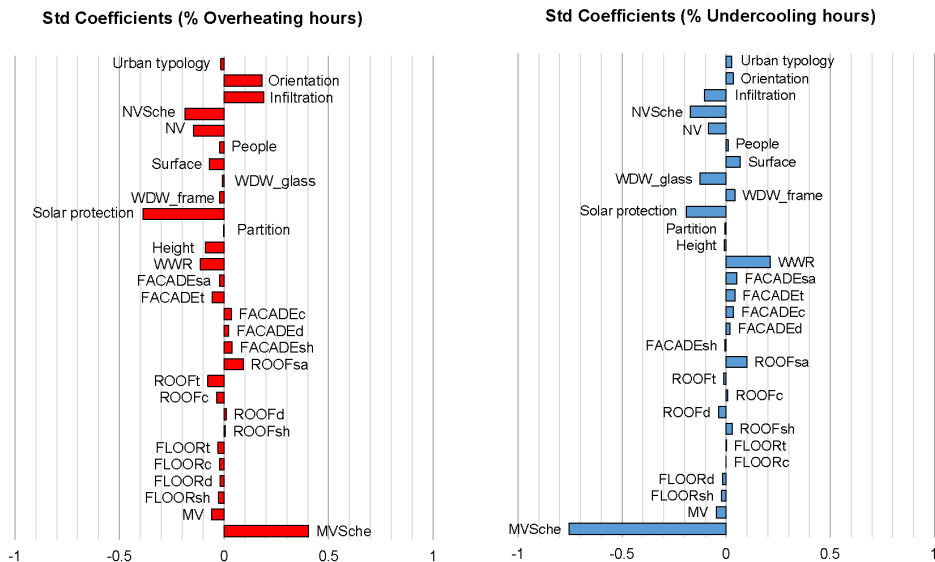 Std Coefficients (% Overheating hours)
Urban typology
Orientation
Infiltration
NVSche
NV
People
Surface
WDW_glass
WDW_frame
Solar protection
Partition
Height
WWR
FACADEsa
FACADEt
FACADEc
FACADEd
FACADEsh
ROOFsa
ROOFt
ROOFc
ROOFd
ROOFsh
FLOORt
FLOORc
FLOORd
FLOORsh
MV
MVSche
-1 -0.5 0 0.5 1
Std Coefficients (% Undercooling hours)
Urban typology
Orientation
Infiltration
NVSche
NV
People
Surface
WDW_glass
WDW_frame
Solar protection
Partition
Height
WWR
FACADEsa
FACADEt
FACADEc
FACADEd
FACADEsh
ROOFsa
ROOFt
ROOFc
ROOFd
ROOFsh
FLOORt
FLOORc
FLOORd
FLOORsh
MV
MVSche
-1 -0.5 0 0.5 1